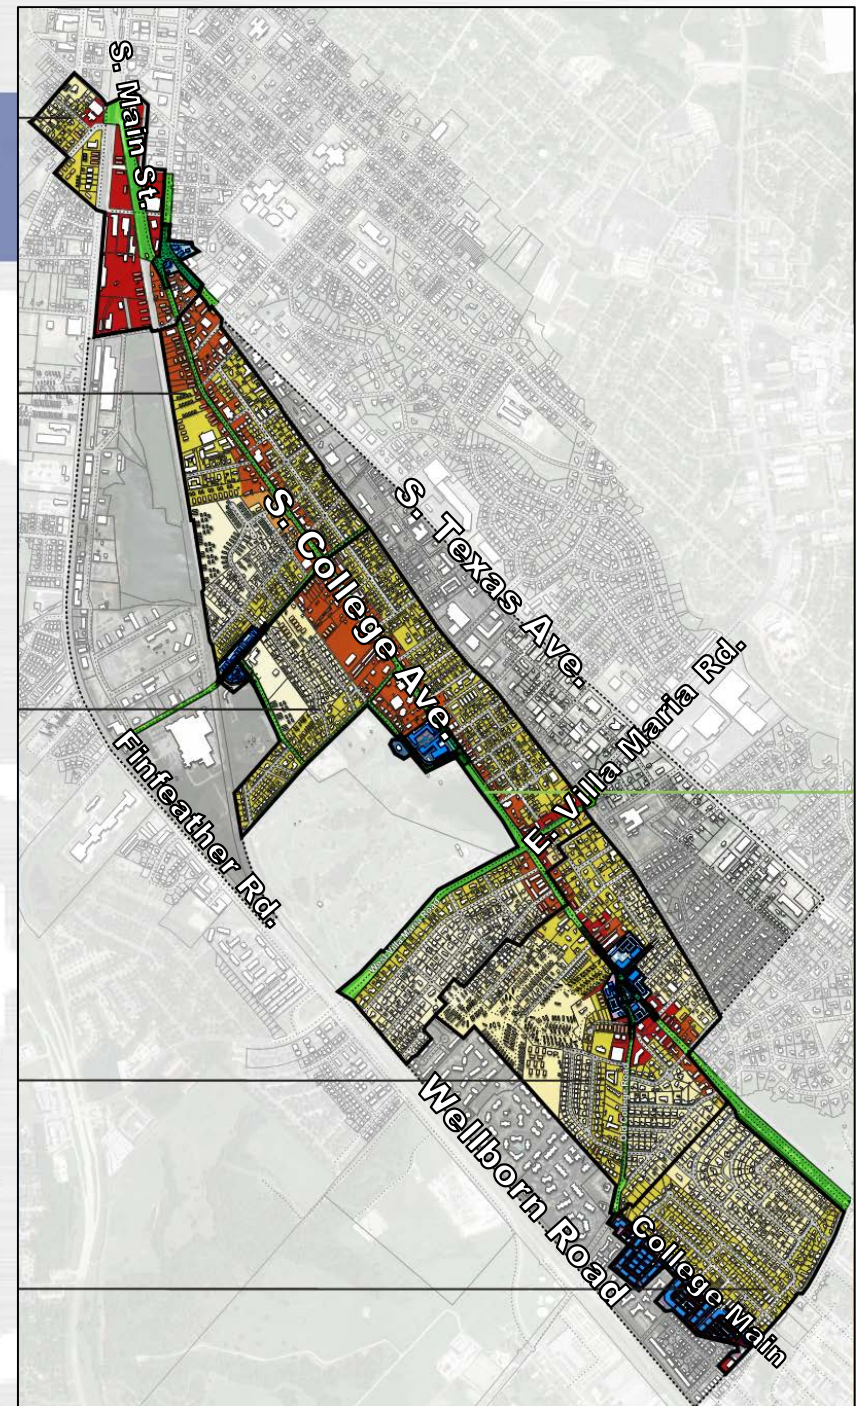 S. Main St.
S. College Ave.
S. Texas Ave.
E. Villa Maria Rd.
Finfeather Rd.
Wellborn Road
College Main